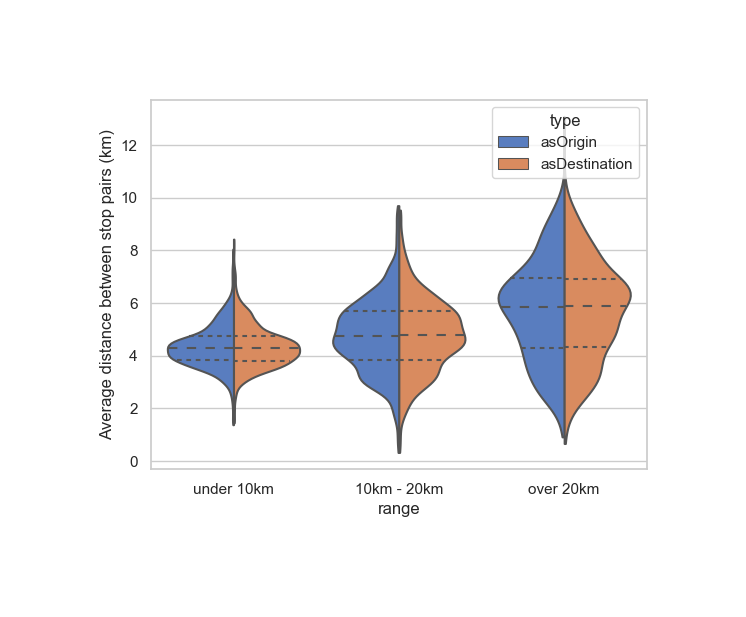 type
asOrigin
asDestination
Average distance between stop pairs (km)
12
10
8
6
4
2
0
under 10km
10km - 20km
over 20km
range